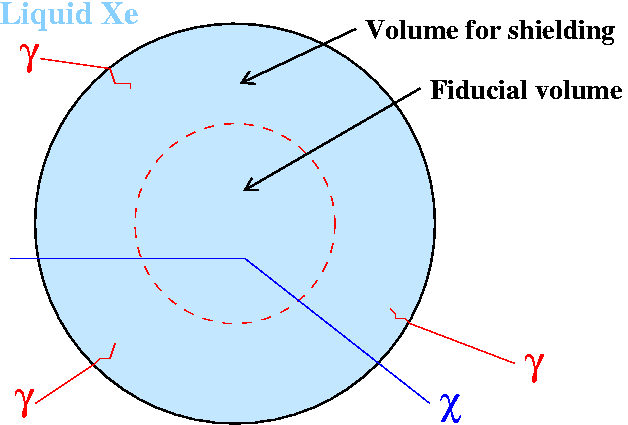 Liquid Xe
Volume for shielding
γ
Fiducial volume
γ
γ
χ